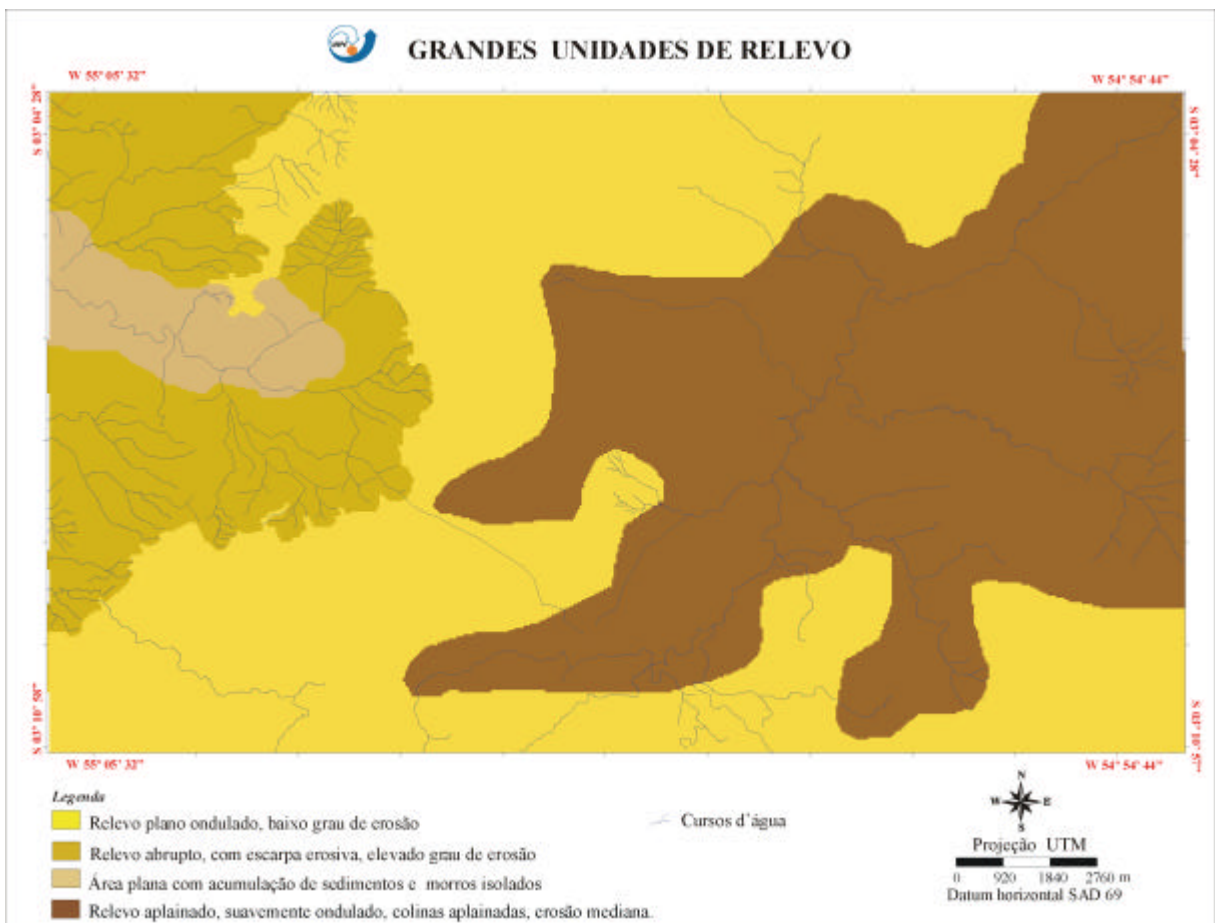 GRANDES UNIDADES DE RELEVO
W 55° 05' 32"
W 54° 54' 44"
S 03° 04' 28"
S 03° 04' 28"
S 03° 10' 58"
S 03° 10' 57"
W 55° 05' 32"
W 54° 54' 44"
Legenda
Relevo plano ondulado, baixo grau de erosão
Relevo abrupto, com escarpa erosiva, elevado grau de erosão
Área plana com acumulação de sedimentos e morros isolados
Relevo aplainado, suavemente ondulado, colinas aplainadas, erosão mediana.
Cursos d'água
N
W E
S
Projeção UTM
0 920 1840 2760 m
Datum horizontal SAD 69